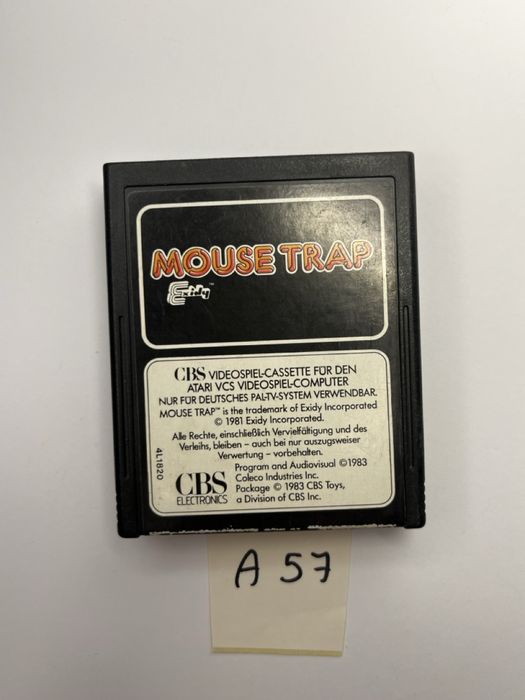 MOUSE TRAP
Exidy™
CBS VIDEOSPIEL-CASSETTE FÜR DEN
ATARI VCS VIDEOSPIEL-COMPUTER
NUR FÜR DEUTSCHES PAL-TV-SYSTEM VERWENDBAR.
MOUSE TRAP™ is the trademark of Exidy Incorporated
© 1981 Exidy Incorporated.
Alle Rechte, einschließlich Vervielfältigung und des
Verleihs, bleiben - auch bei nur auszugsweiser
Verwertung - vorbehalten.
4L1820
CBS
ELECTRONICS
Program and Audiovisual ©1983
Coleco Industries Inc.
Package © 1983 CBS Toys,
a Division of CBS Inc.
A 57